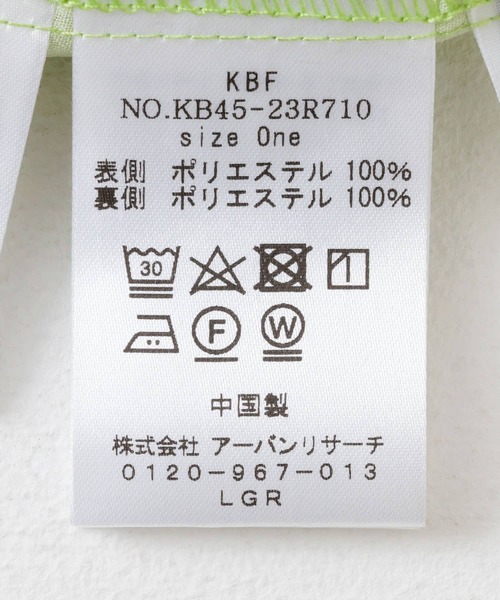 KBF
NO.KB45-23R710
size One
表側 ポリエステル 100%
裏側 ポリエステル 100%
30
F W
中国製
株式会社 アーバンリサーチ
0120-967-013
LGR